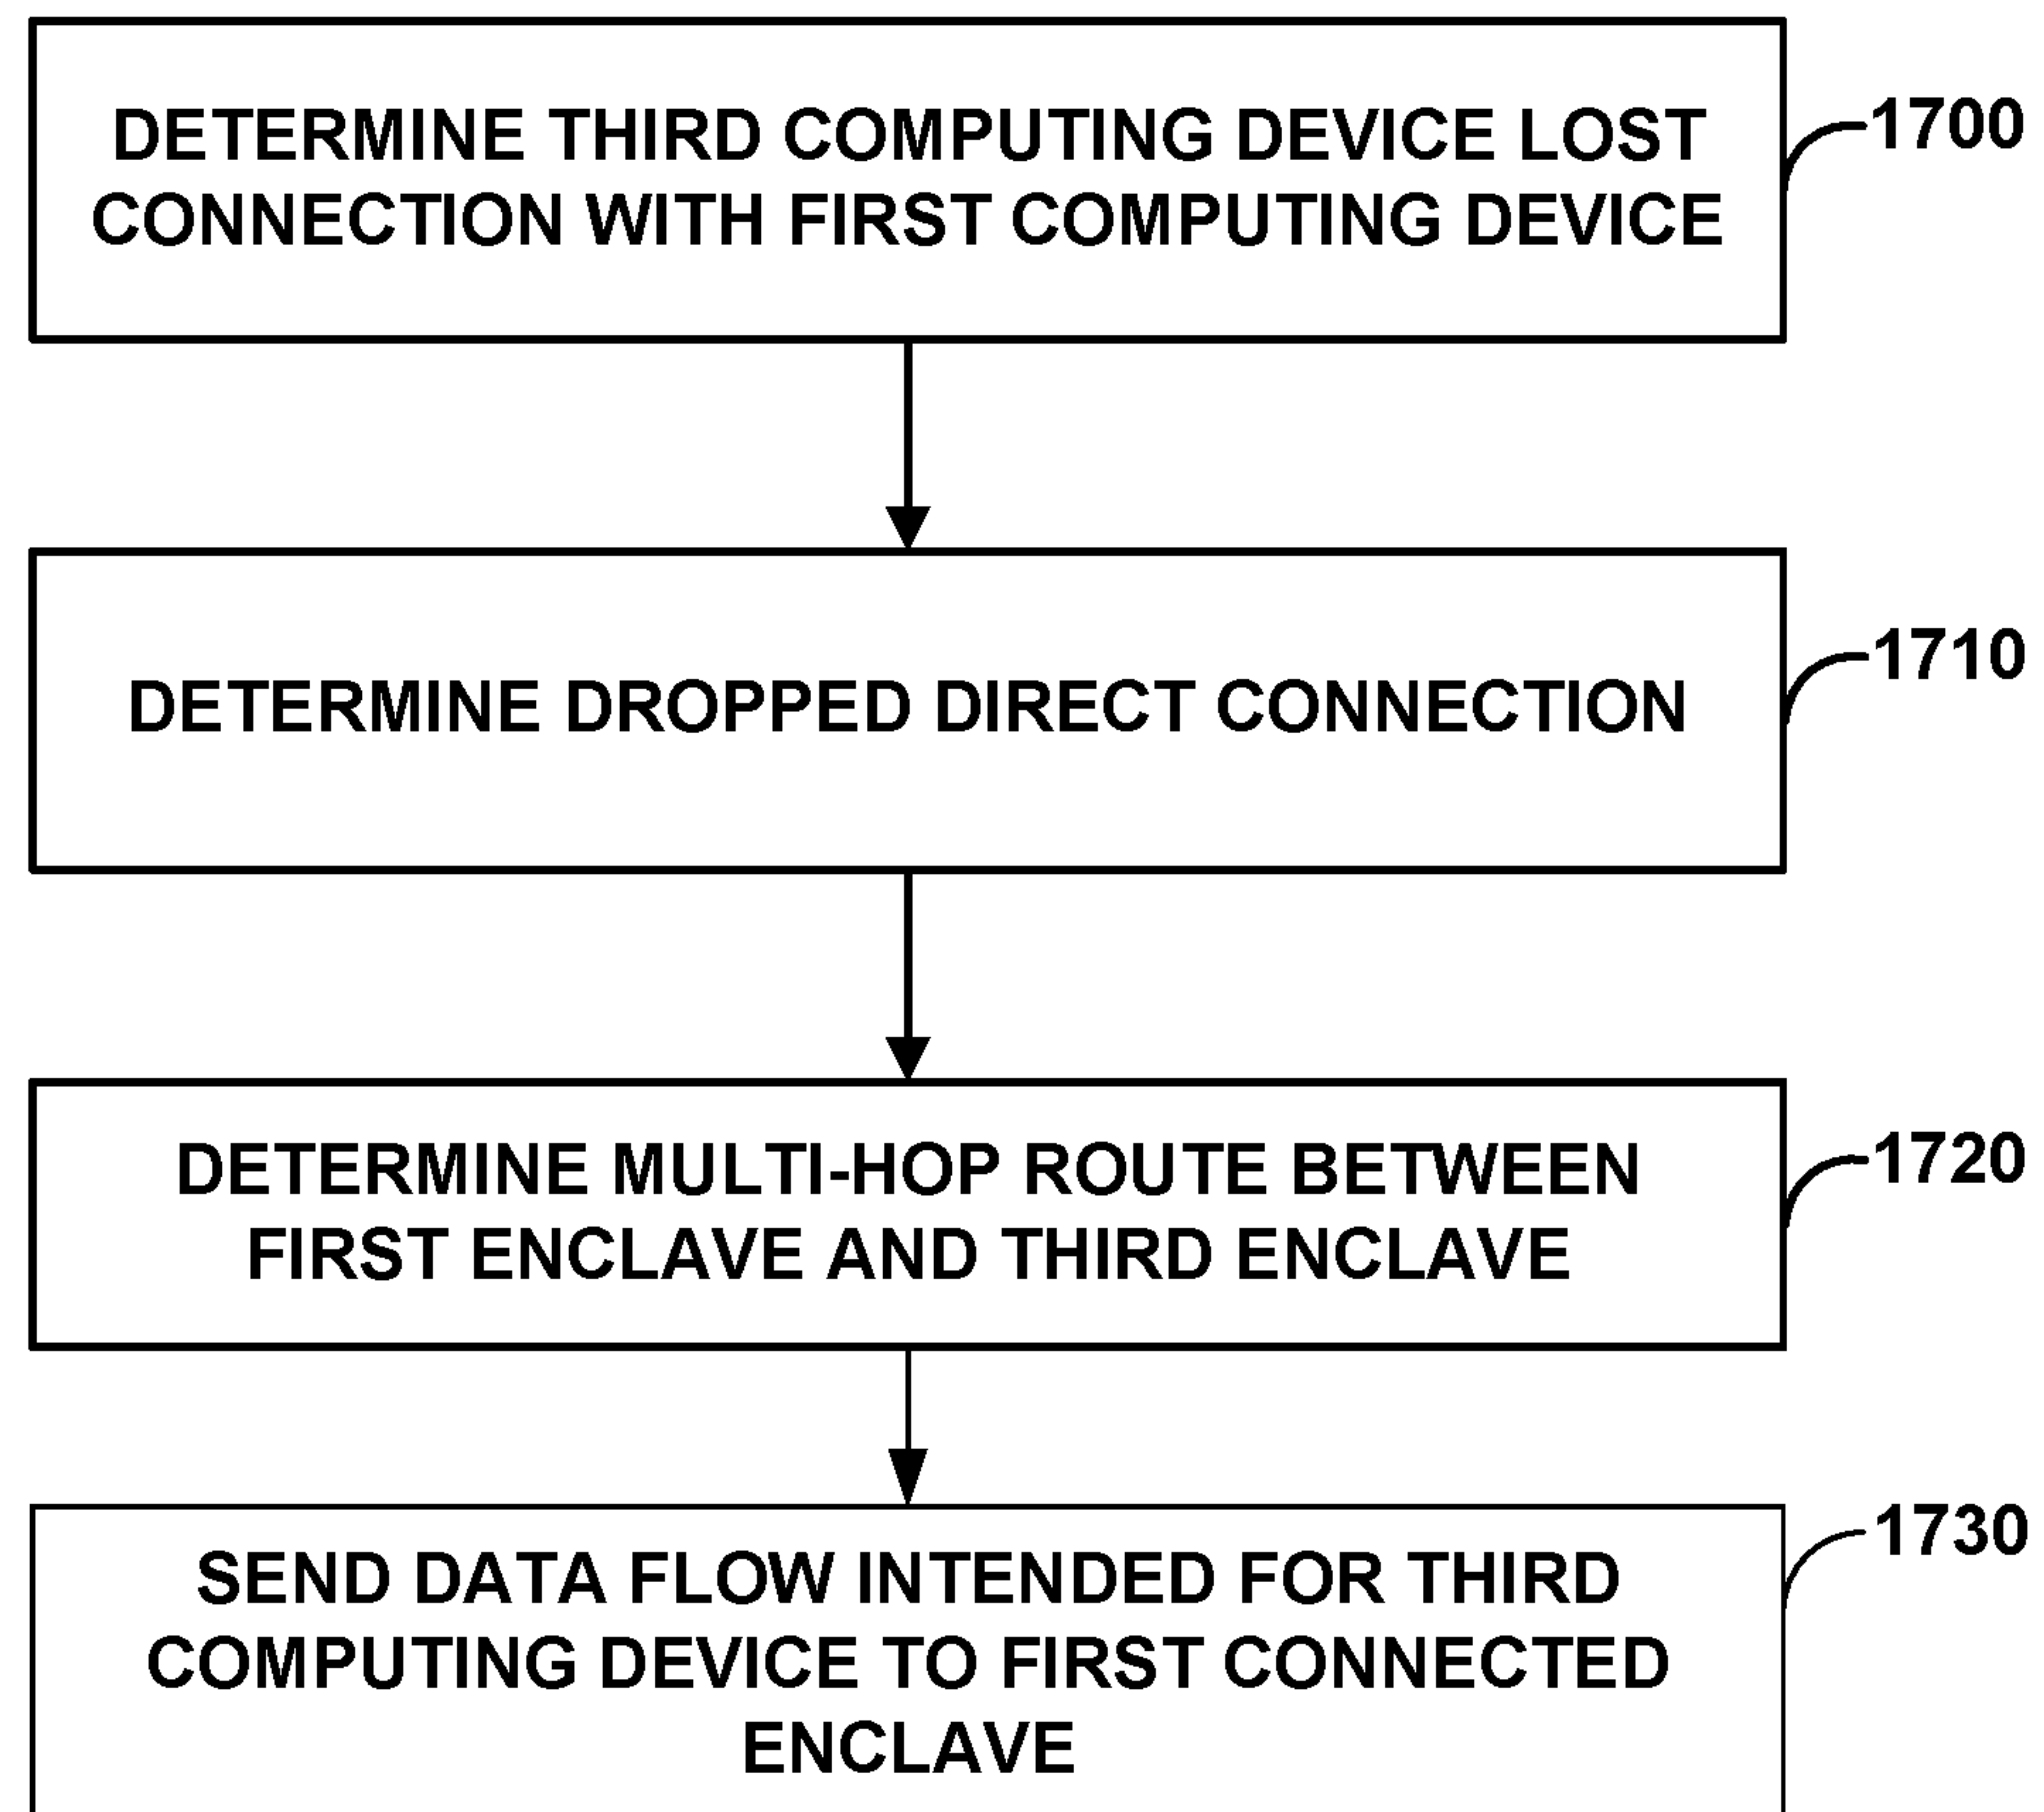 DETERMINE THIRD COMPUTING DEVICE LOST
CONNECTION WITH FIRST COMPUTING DEVICE
1700
DETERMINE DROPPED DIRECT CONNECTION
1710
DETERMINE MULTI-HOP ROUTE BETWEEN
FIRST ENCLAVE AND THIRD ENCLAVE
1720
SEND DATA FLOW INTENDED FOR THIRD
COMPUTING DEVICE TO FIRST CONNECTED
ENCLAVE
1730